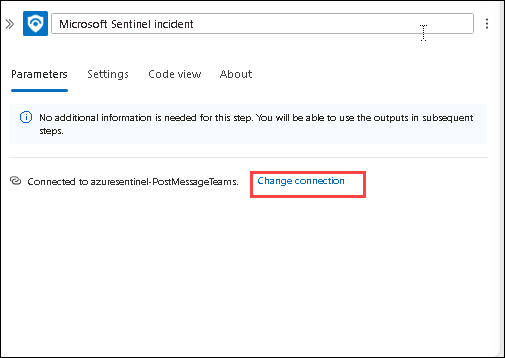 Microsoft Sentinel incident
Parameters Settings Code view About
No additional information is needed for this step. You will be able to use the outputs in subsequent
steps.
Connected to azuresentinel-PostMessageTeams. Change connection